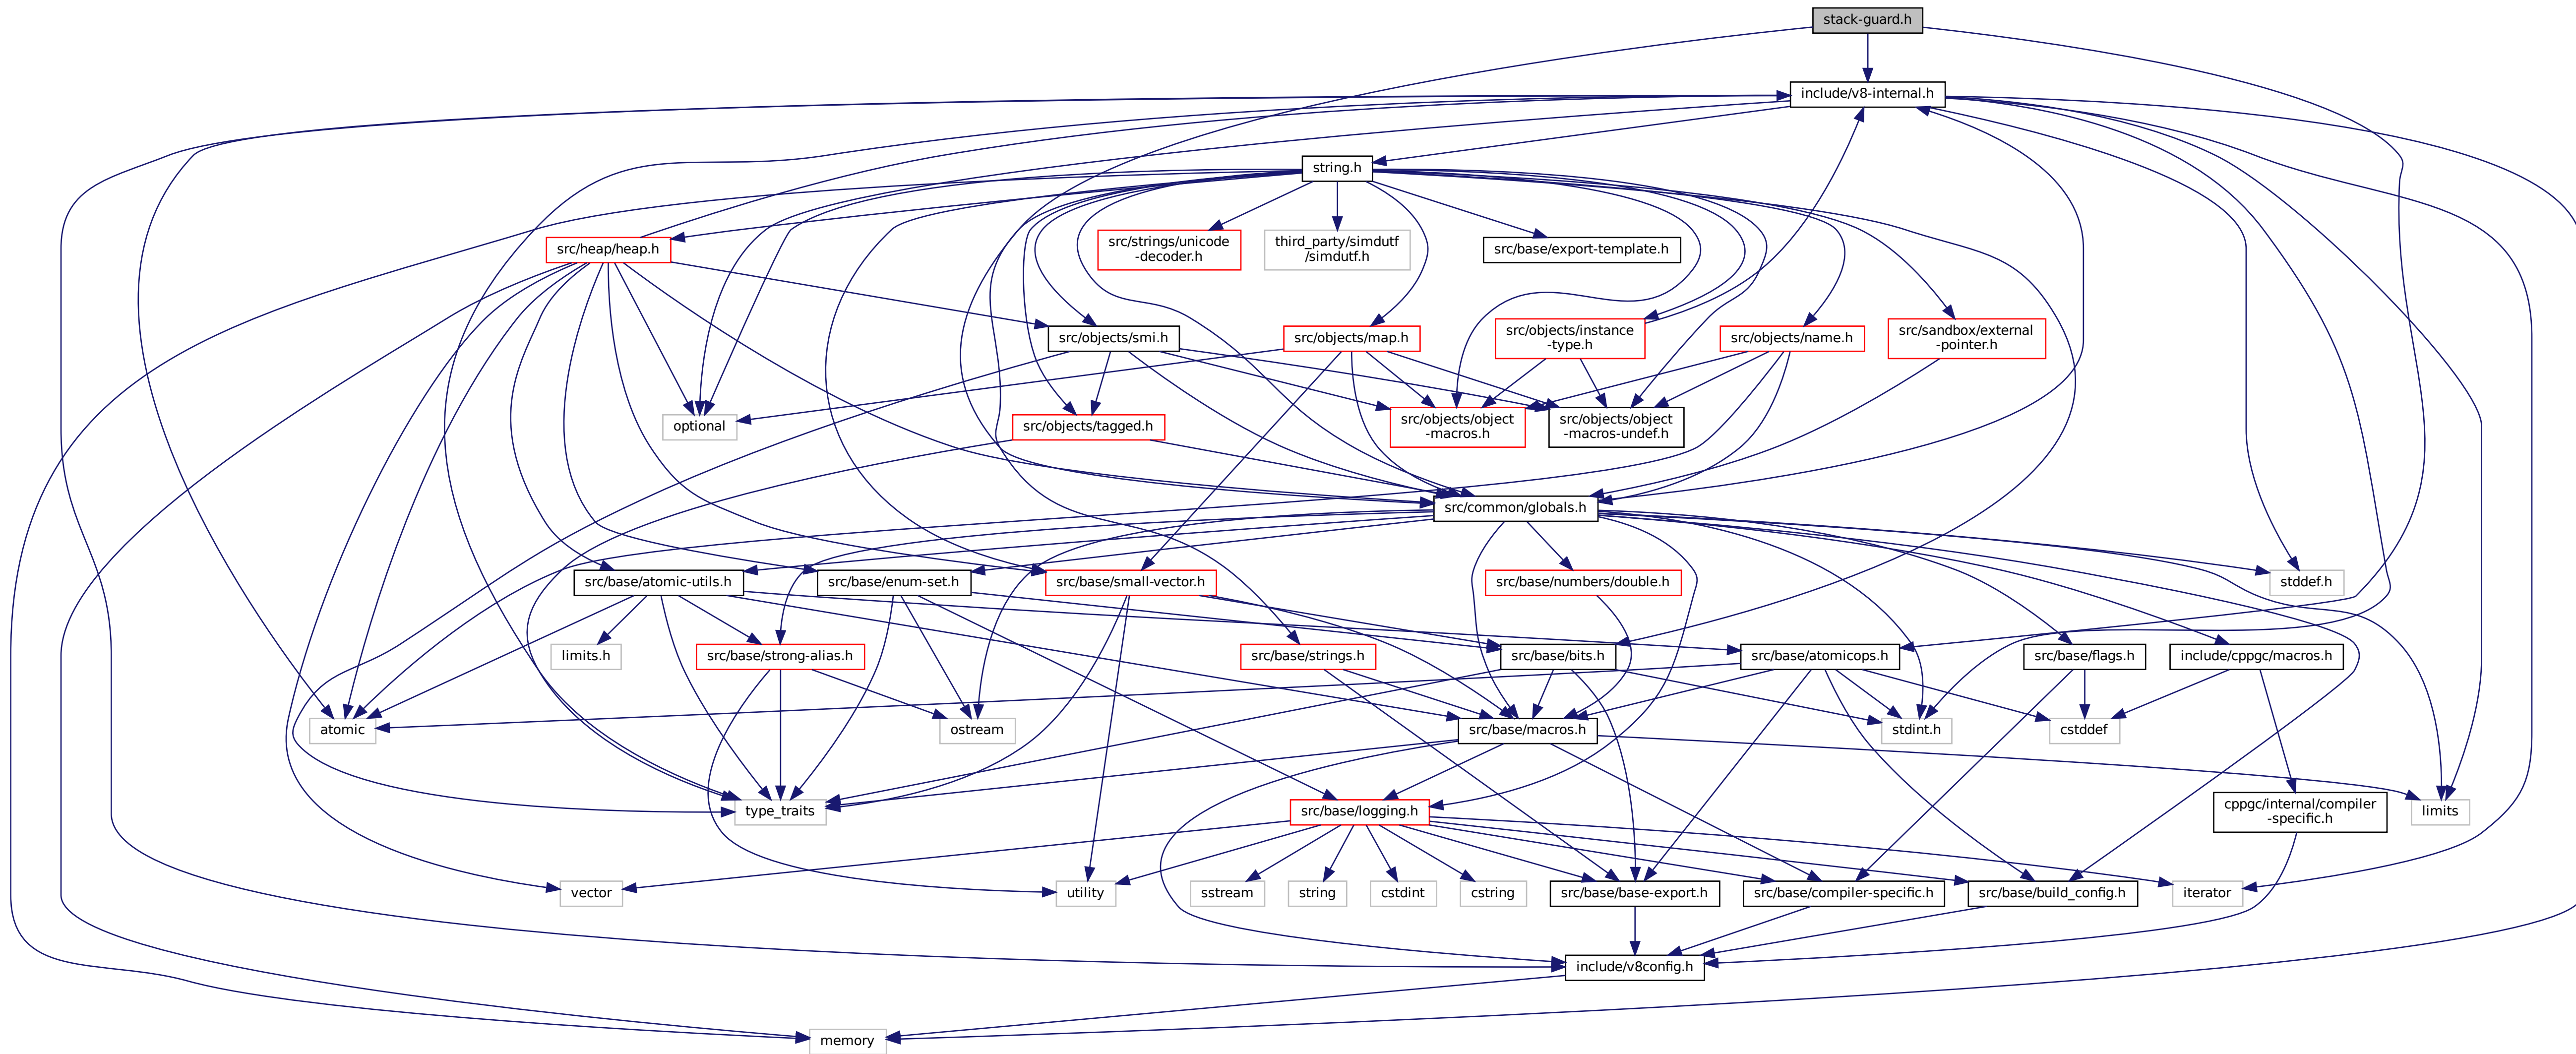 stack-guard.h
include/v8-internal.h
string.h
src/heap/heap.h
src/strings/unicode
-decoder.h
third_party/simdutf
/simdutf.h
src/base/export-template.h
src/objects/smi.h
src/objects/map.h
src/objects/instance
-type.h
src/objects/name.h
src/sandbox/external
-pointer.h
optional
src/objects/tagged.h
src/objects/object
-macros.h
src/objects/object
-macros-undef.h
src/common/globals.h
src/base/atomic-utils.h
src/base/enum-set.h
src/base/small-vector.h
src/base/numbers/double.h
stddef.h
limits.h
src/base/strong-alias.h
src/base/strings.h
src/base/bits.h
src/base/atomicops.h
src/base/flags.h
include/cppgc/macros.h
atomic
ostream
src/base/macros.h
stdint.h
cstddef
type_traits
src/base/logging.h
cppgc/internal/compiler
-specific.h
limits
vector
utility
sstream
string
cstdint
cstring
src/base/base-export.h
src/base/compiler-specific.h
src/base/build_config.h
iterator
include/v8config.h
memory